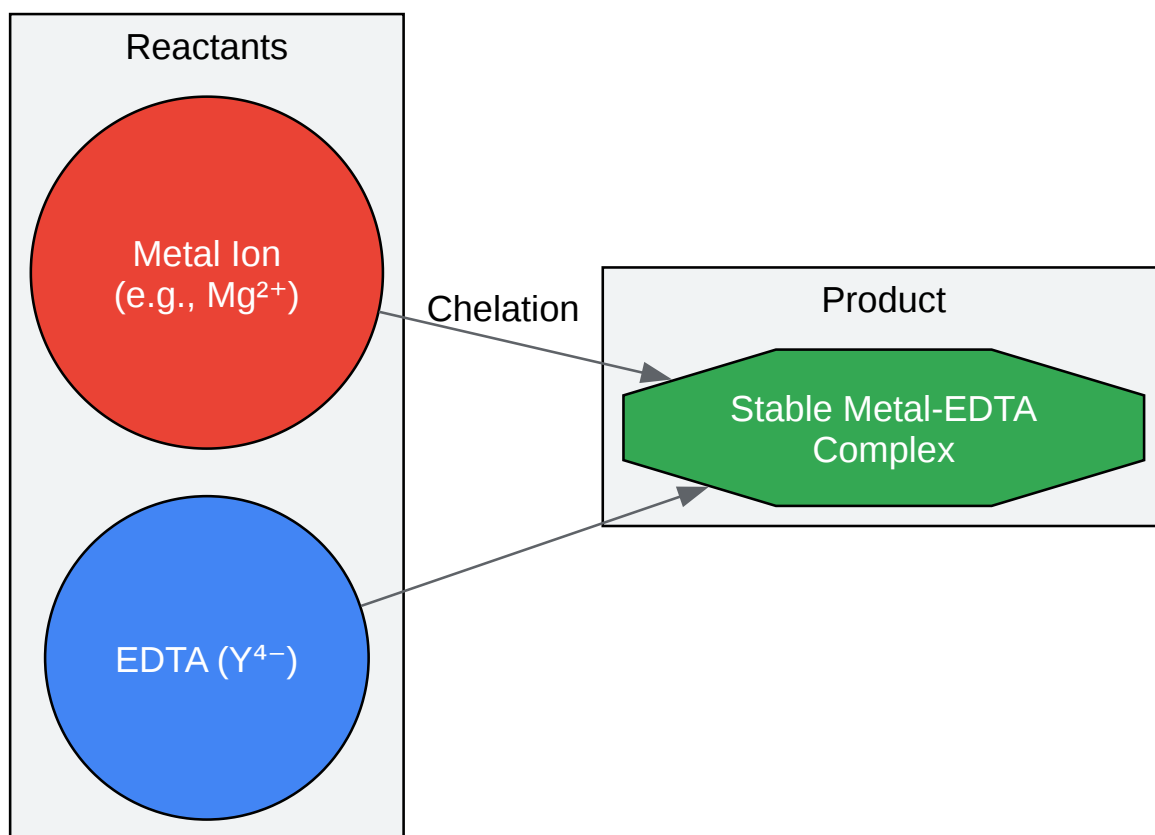 Reactants
Metal Ion
(e.g., Mg²⁺)
Chelation
EDTA (Y⁴⁻)
Product
Stable Metal-EDTA
Complex